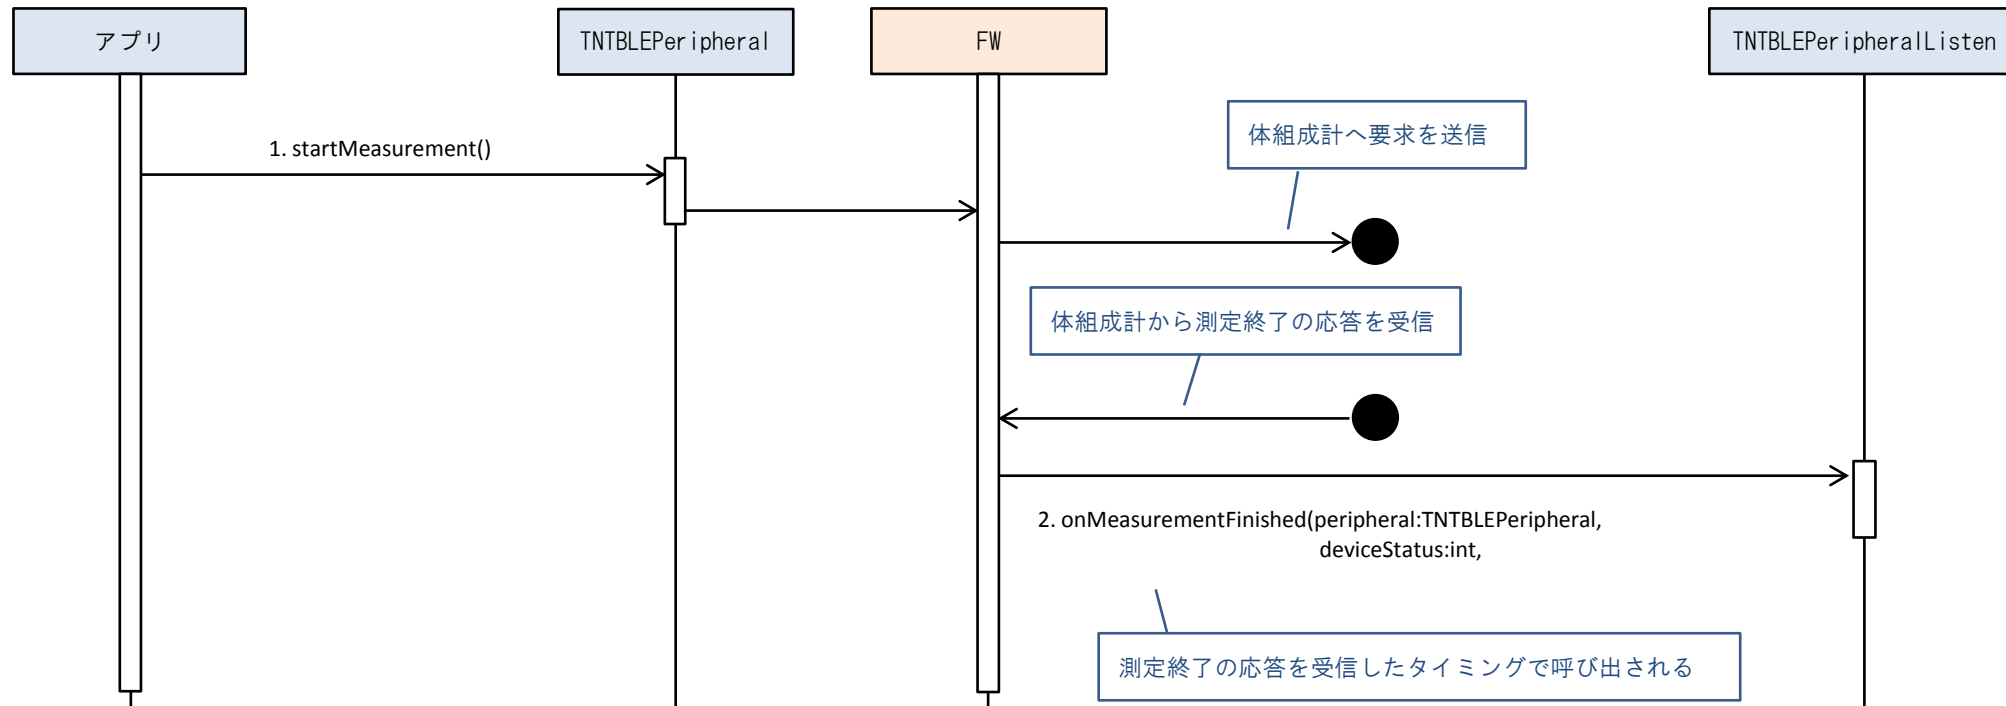 アプリ
TNTBLEPeripheral
FW
TNTBLEPeripheralListen
1. startMeasurement()
体組成計へ要求を送信
体組成計から測定終了の応答を受信
2. onMeasurementFinished(peripheral:TNTBLEPeripheral,
deviceStatus:int,
測定終了の応答を受信したタイミングで呼び出される